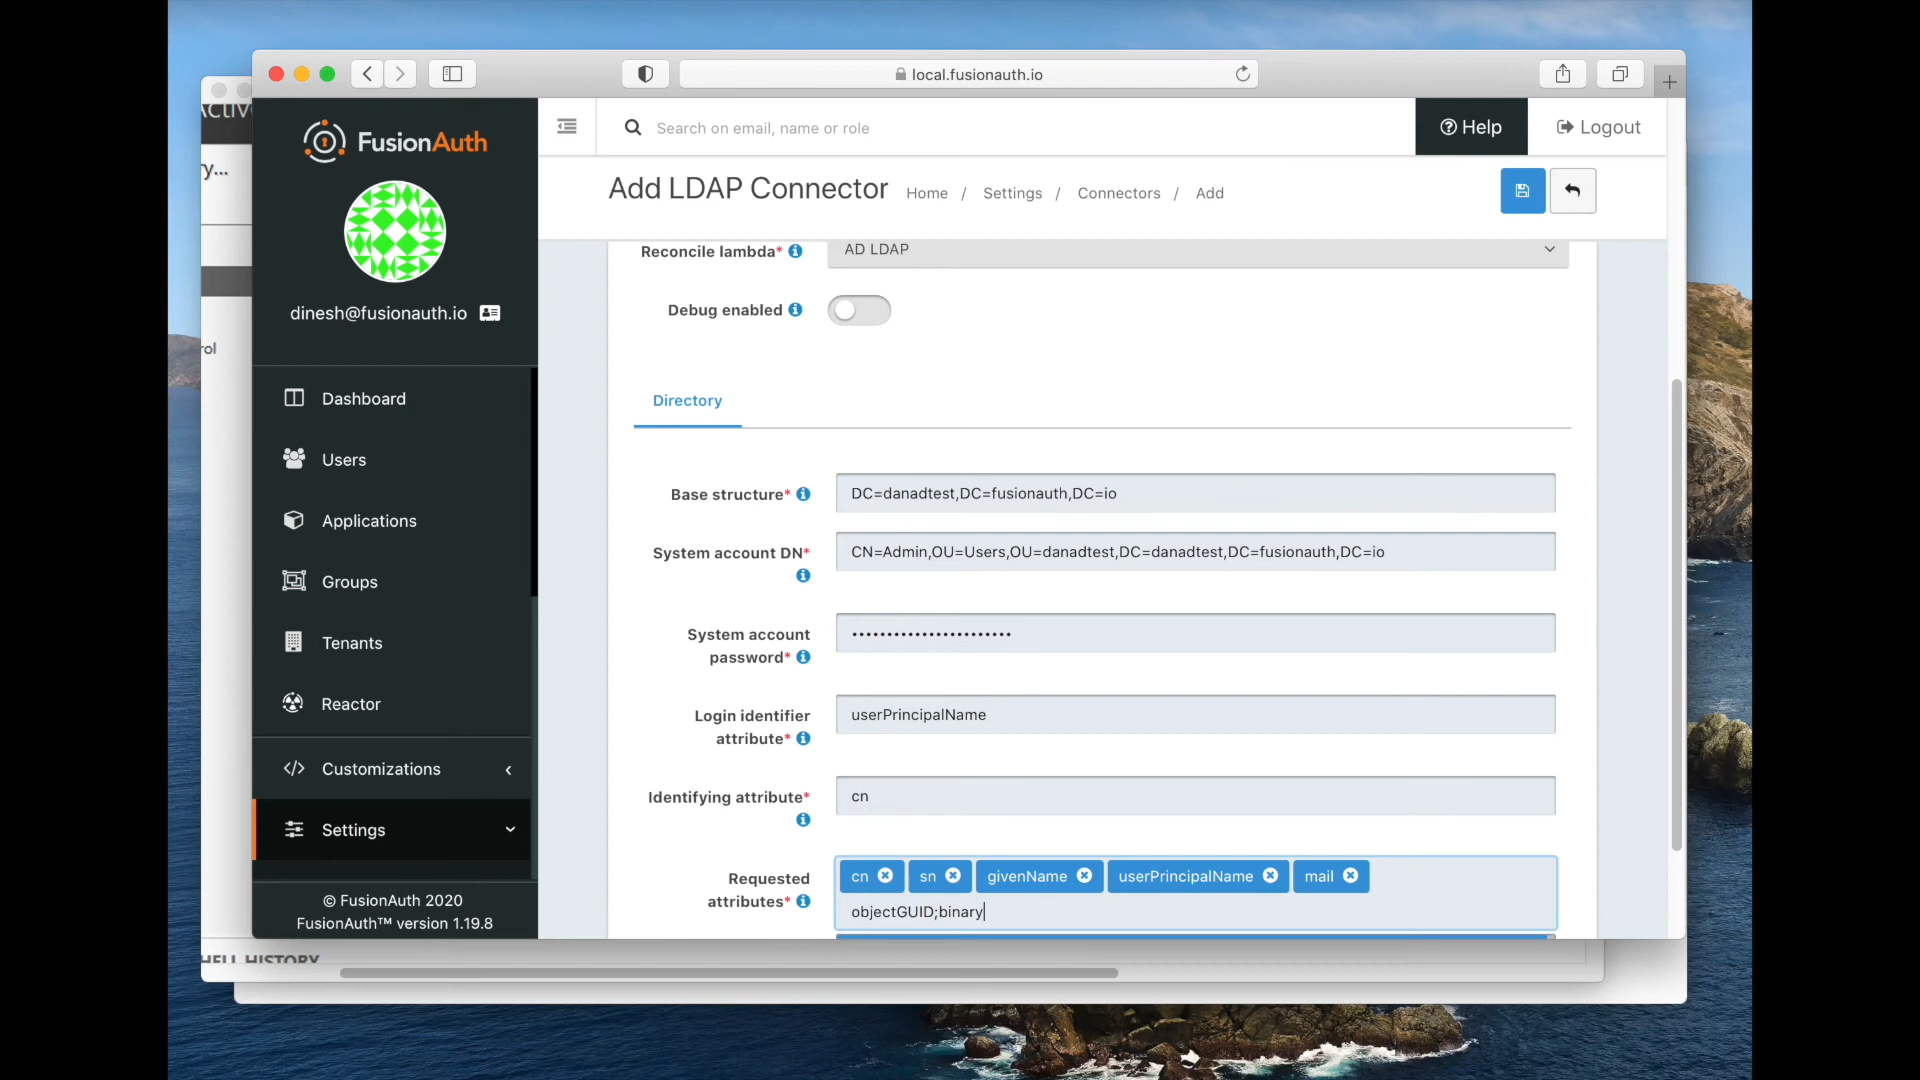 local.fusionauth.io
FusionAuth
Search on email, name or role
Help
Logout
Add LDAP Connector
Home / Settings / Connectors / Add
dinesh@fusionauth.io
Reconcile lambda*
AD LDAP
Debug enabled
Directory
Dashboard
Users
Applications
Groups
Tenants
Reactor
Customizations
Settings
© FusionAuth 2020
FusionAuth™ version 1.19.8
Base structure*
DC=danadtest,DC=fusionauth,DC=io
System account DN*
CN=Admin,OU=Users,OU=danadtest,DC=danadtest,DC=fusionauth,DC=io
System account
password*
Login identifier
attribute*
userPrincipalName
Identifying attribute*
cn
Requested
attributes*
cn sn givenName userPrincipalName mail
objectGUID;binary